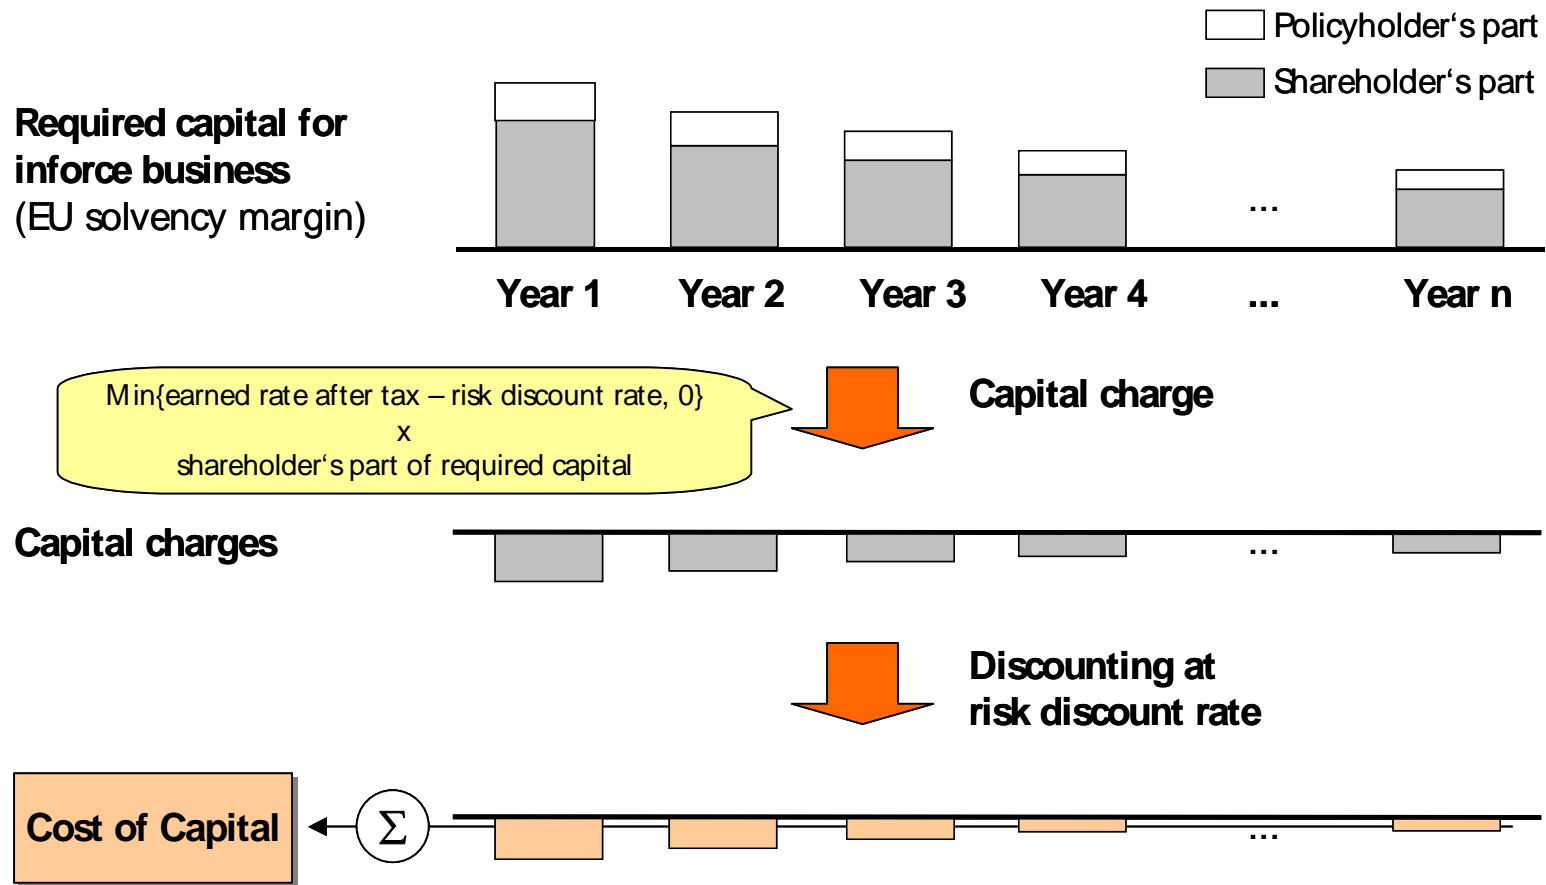 Policyholder‘s part
Shareholder‘s part
Required capital for
inforce business
(EU solvency margin)
...
Year 1 Year 2 Year 3 Year 4 ... Year n
Min{earned rate after tax – risk discount rate, 0}
x
shareholder‘s part of required capital
Capital charge
Capital charges
...
Discounting at
risk discount rate
Cost of Capital
Σ
...